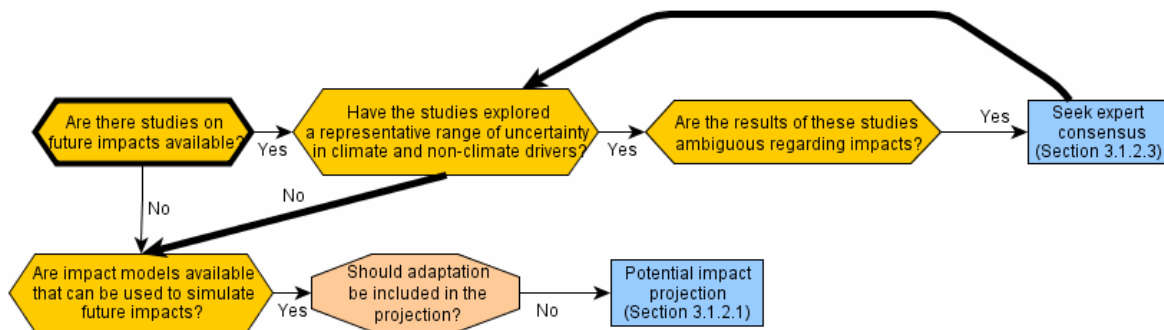 Are there studies on
future impacts available?
Yes
Have the studies explored
a representative range of uncertainty
in climate and non-climate drivers?
Yes
Are the results of these studies
ambiguous regarding impacts?
Yes
Seek expert
consensus
(Section 3.1.2.3)
No
No
Are impact models available
that can be used to simulate
future impacts?
Yes
Should adaptation
be included in the
projection?
No
Potential impact
projection
(Section 3.1.2.1)